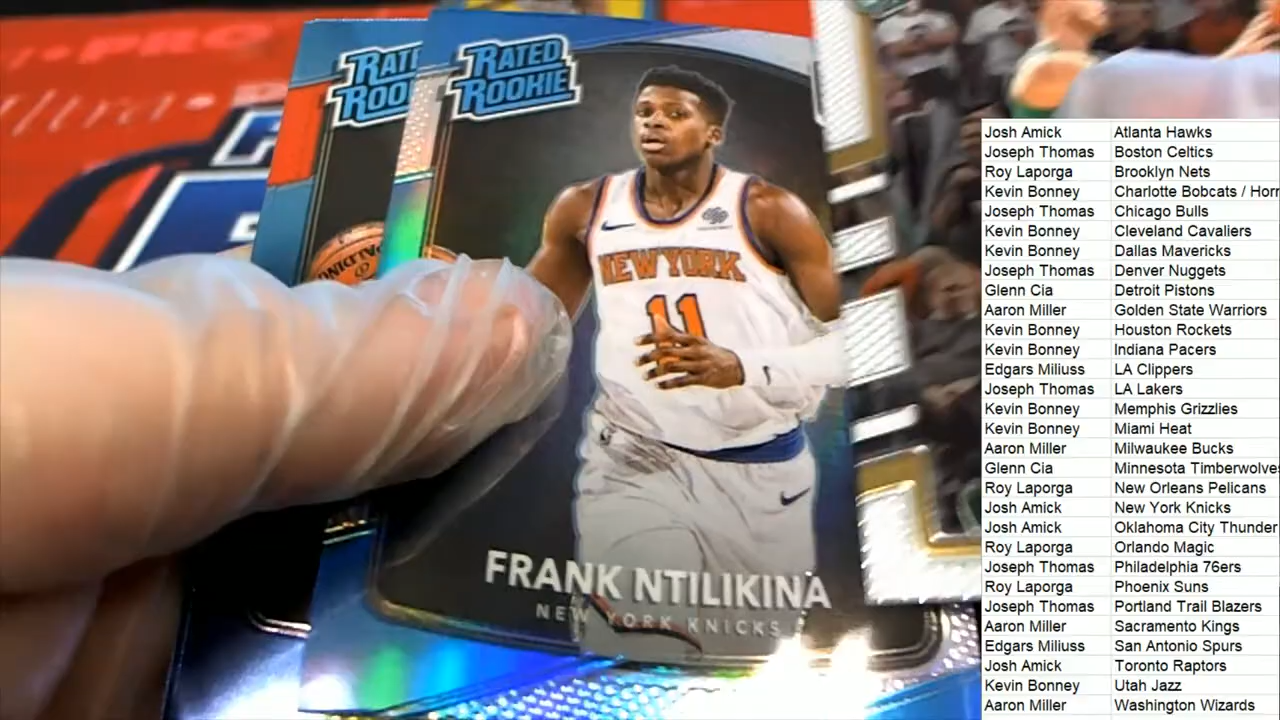 PRO
RATED
ROOKIE
NEW YORK
11
FRANK NTILIKINA
NEW YORK KNICKS
Josh Amick Atlanta Hawks
Joseph Thomas Boston Celtics
Roy Laporga Brooklyn Nets
Kevin Bonney Charlotte Bobcats / Horn
Joseph Thomas Chicago Bulls
Kevin Bonney Cleveland Cavaliers
Kevin Bonney Dallas Mavericks
Joseph Thomas Denver Nuggets
Glenn Cia Detroit Pistons
Aaron Miller Golden State Warriors
Kevin Bonney Houston Rockets
Kevin Bonney Indiana Pacers
Edgars Miliuss LA Clippers
Joseph Thomas LA Lakers
Kevin Bonney Memphis Grizzlies
Kevin Bonney Miami Heat
Aaron Miller Milwaukee Bucks
Glenn Cia Minnesota Timberwolves
Roy Laporga New Orleans Pelicans
Josh Amick New York Knicks
Josh Amick Oklahoma City Thunder
Roy Laporga Orlando Magic
Joseph Thomas Philadelphia 76ers
Roy Laporga Phoenix Suns
Joseph Thomas Portland Trail Blazers
Aaron Miller Sacramento Kings
Edgars Miliuss San Antonio Spurs
Josh Amick Toronto Raptors
Kevin Bonney Utah Jazz
Aaron Miller Washington Wizards